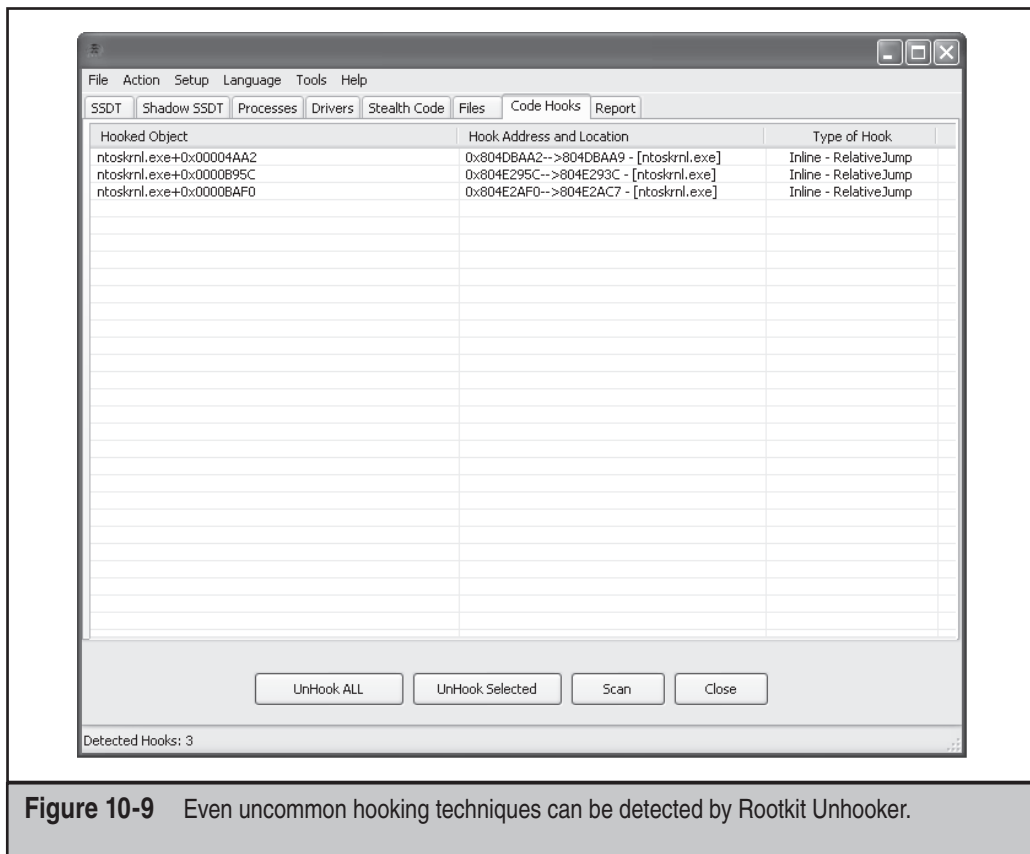 File Action Setup Language Tools Help
SSDT Shadow SSDT Processes Drivers Stealth Code Files Code Hooks Report
Hooked Object Hook Address and Location Type of Hook
ntoskrnl.exe+0x00004AA2 0x804DBAA2-->804DBAA9 - [ntoskrnl.exe] Inline - RelativeJump
ntoskrnl.exe+0x0000B95C 0x804E295C-->804E293C - [ntoskrnl.exe] Inline - RelativeJump
ntoskrnl.exe+0x0000BAF0 0x804E2AF0-->804E2AC7 - [ntoskrnl.exe] Inline - RelativeJump
UnHook ALL UnHook Selected Scan Close
Detected Hooks: 3
Figure 10-9 Even uncommon hooking techniques can be detected by Rootkit Unhooker.